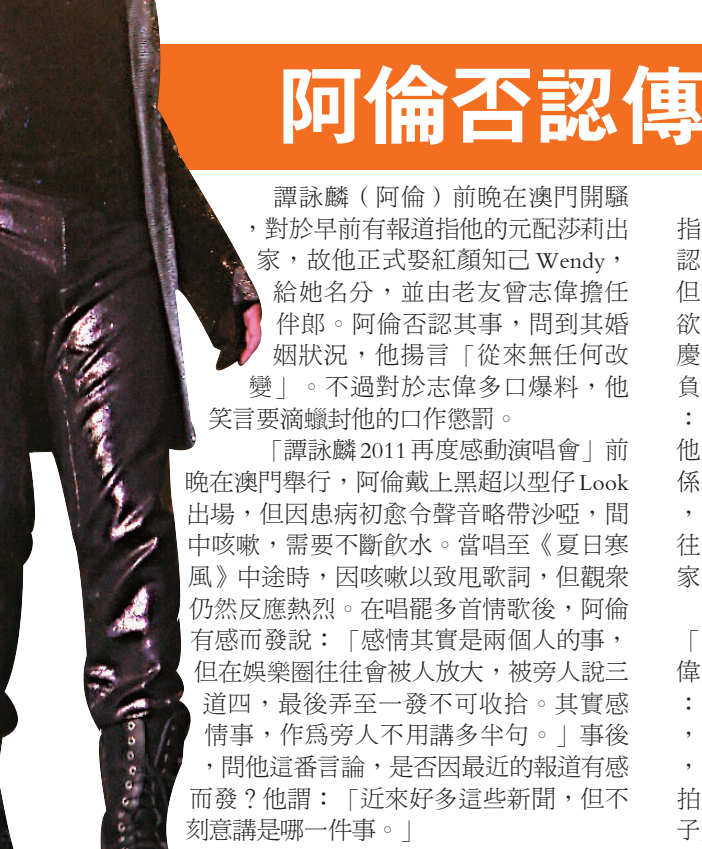 阿倫否認傳
譚詠麟（阿倫）前晚在澳門開騷
，對於早前有報道指他的元配莎莉出
家，故他正式娶紅顏知己 Wendy，
給她名分，並由老友曾志偉擔任
伴郎。阿倫否認其事，問到其婚
姻狀況，他揚言「從來無任何改
變」。不過對於志偉多口爆料，他
笑言要滴蠟封他的口作懲罰。
「譚詠麟2011再度感動演唱會」前
晚在澳門舉行，阿倫戴上黑超以型仔Look
出場，但因患病初愈令聲音略帶沙啞，間
中咳嗽，需要不斷飲水。當唱至《夏日寒
風》中途時，因咳嗽以致甩歌詞，但觀衆
仍然反應熱烈。在唱罷多首情歌後，阿倫
有感而發說：「感情其實是兩個人的事，
但在娛樂圈往往會被人放大，被旁人說三
道四，最後弄至一發不可收拾。其實感
情事，作爲旁人不用講多半句。」事後
，問他這番言論，是否因最近的報道有感
而發？他謂：「近來好多這些新聞，但不
刻意講是哪一件事。」
指
認
但
欲
慶
負
：
他
係
，
往
家
「
偉
：
，
，
拍
子